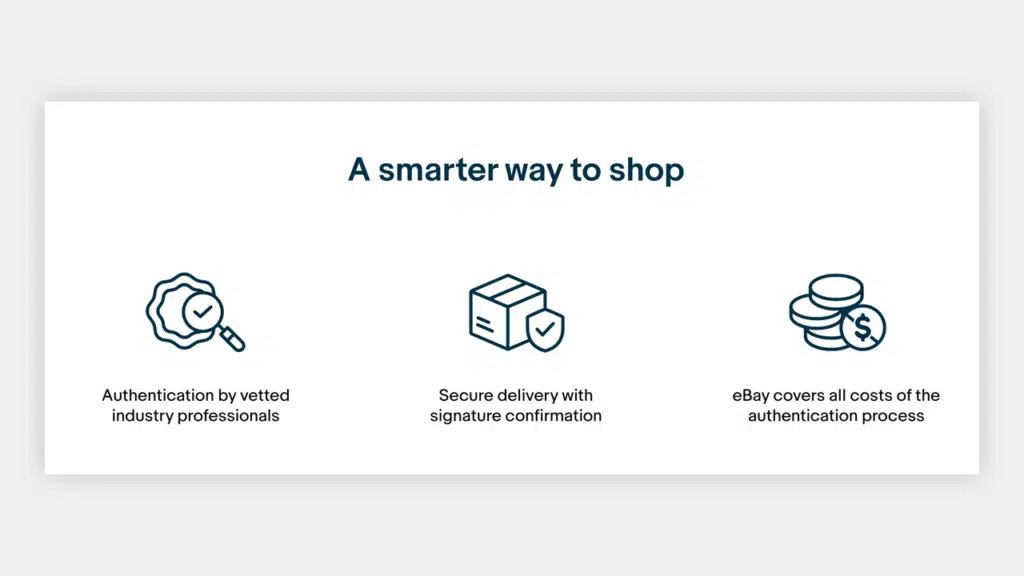 A smarter way to shop
Authentication by vetted
industry professionals
Secure delivery with
signature confirmation
eBay covers all costs of the
authentication process